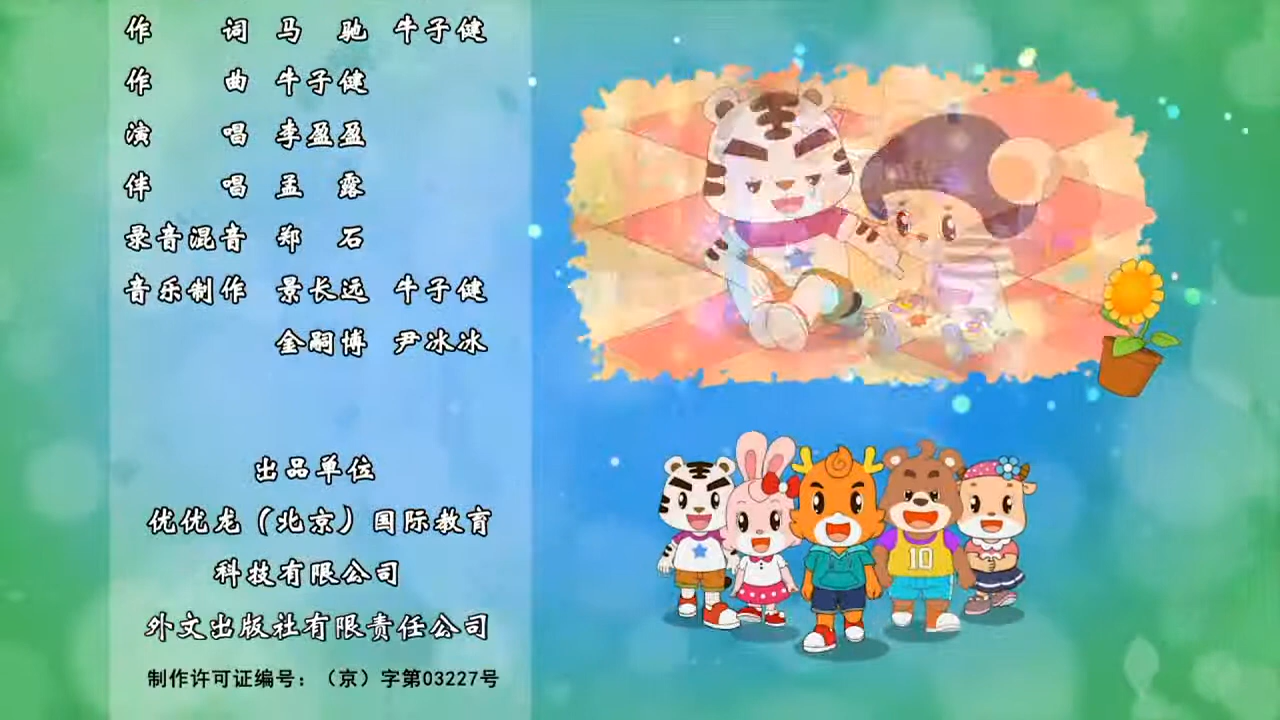 作 词 马 驰 牛子健
作 曲 牛子健
演 唱 李盈盈
伴 唱 孟 露
录音混音 郑 石
音乐制作 景长远 牛子健
金嗣博 尹冰冰
出品单位
优优龙（北京）国际教育
科技有限公司
外文出版社有限责任公司
制作许可证编号：（京）字第03227号
10